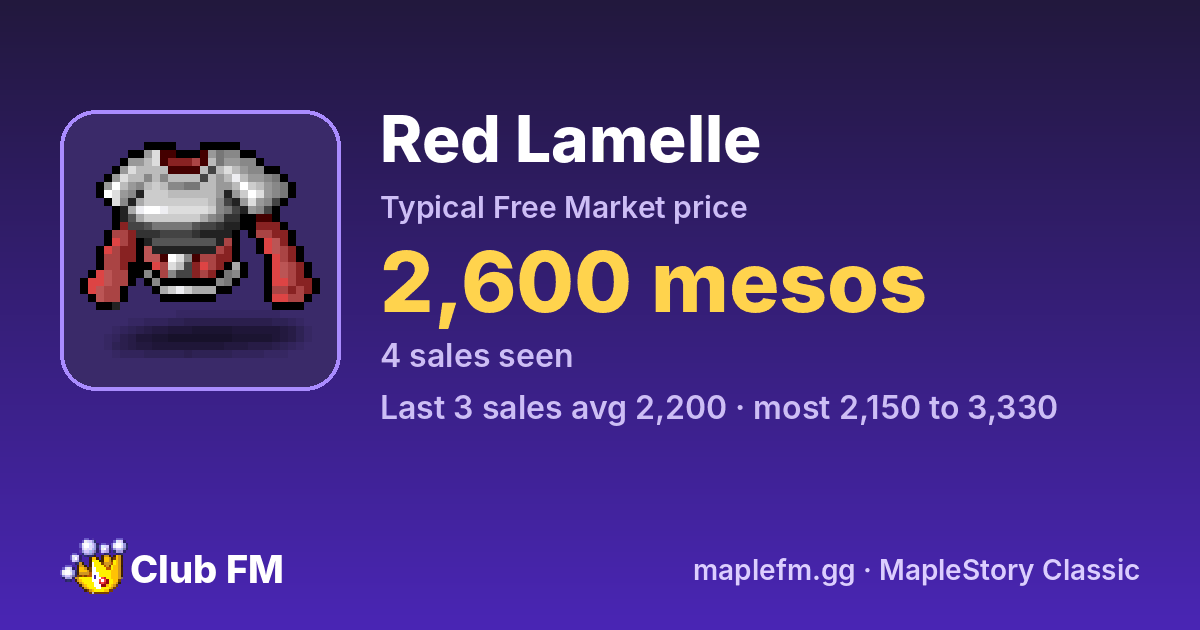 Red Lamelle
Typical Free Market price
2,600 mesos
4 sales seen
Last 3 sales avg 2,200 · most 2,150 to 3,330
Club FM
maplefm.gg · MapleStory Classic